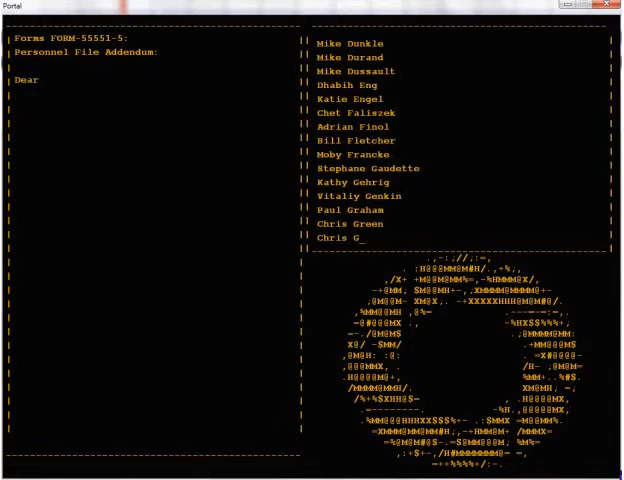 Portal
Forms FORM-55551-5:
Personnel File Addendum:
Dear
Mike Dunkle
Mike Durand
Mike Dussault
Dhabih Eng
Katie Engel
Chet Faliszek
Adrian Finol
Bill Fletcher
Moby Francke
Stephane Gaudette
Kathy Gehrig
Vitaliy Genkin
Paul Graham
Chris Green
Chris G_